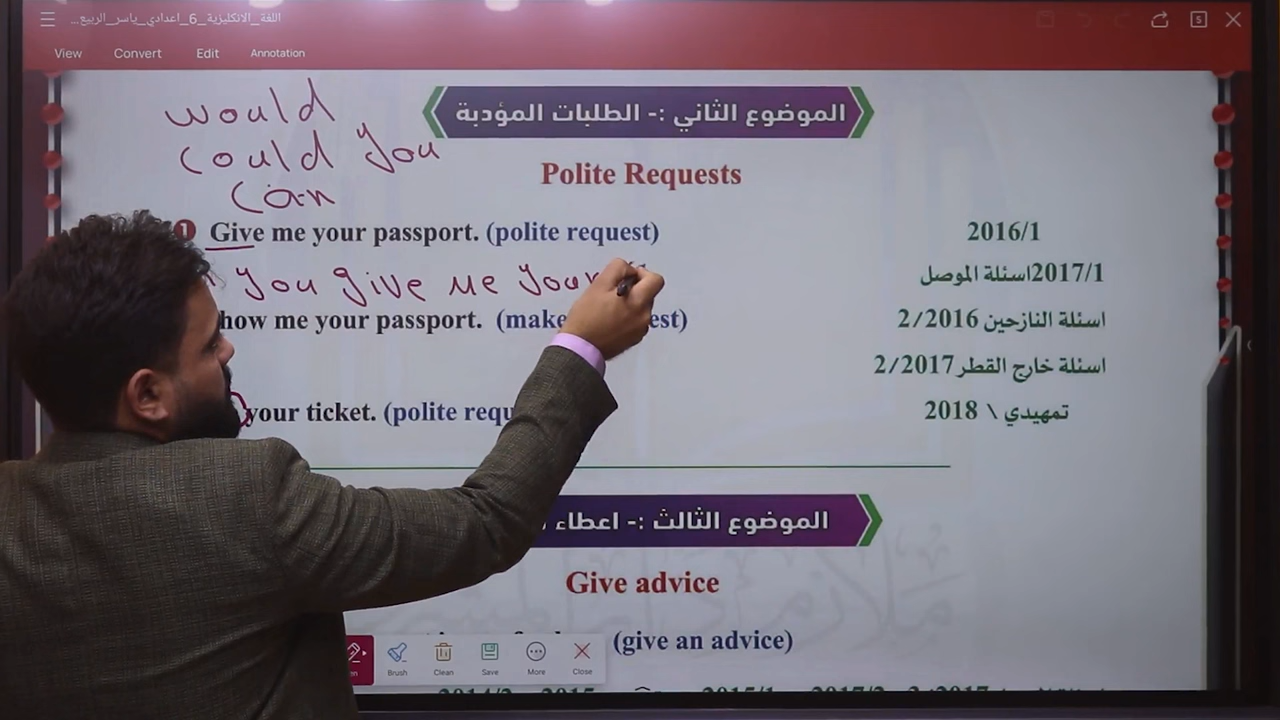 اللغة_الانكليزية_6_اعدادي_ياسر_الربيع...
View Convert Edit Annotation
would
could you
can
الموضوع الثاني :- الطلبات المؤدبة
Polite Requests
1 Give me your passport. (polite request) 2016/1
you give me your
2017/1اسئلة الموصل
how me your passport. (make est) اسئلة النازحين 2/2016
اسئلة خارج القطر 2/2017
your ticket. (polite requ تمهيدي \ 2018
الموضوع الثالث :- اعطاء
Give advice
(give an advice)
Brush Clean Save More Close